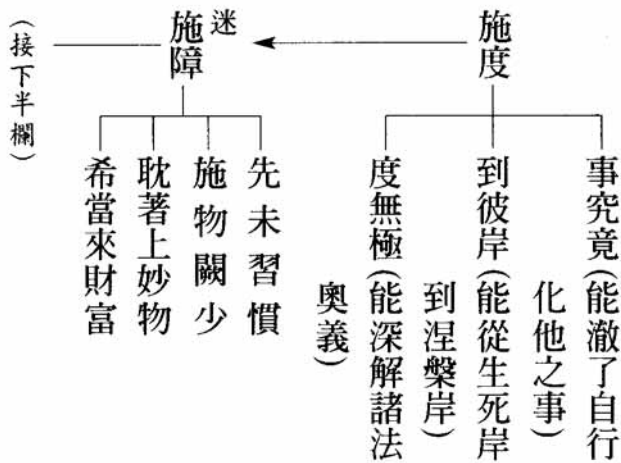 施度
事究竟(能澈了自行
化他之事)
到彼岸(能從生死岸
到涅槃岸)
度無極(能深解諸法
奧義)
迷
施障
先未習慣
施物闕少
耽著上妙物
希當來財富
(接下半欄)